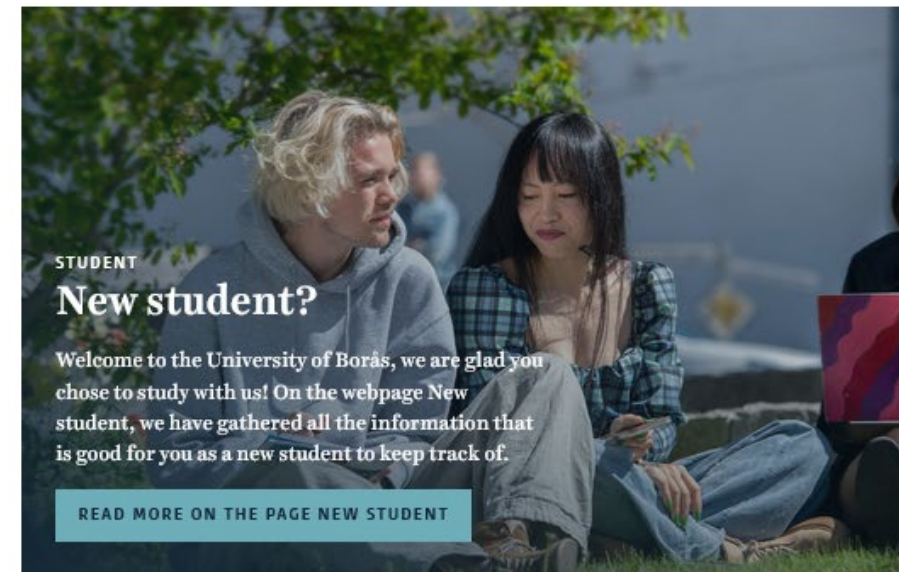 STUDENT
New student?
Welcome to the University of Borås, we are glad you
chose to study with us! On the webpage New
student, we have gathered all the information that
is good for you as a new student to keep track of.
READ MORE ON THE PAGE NEW STUDENT